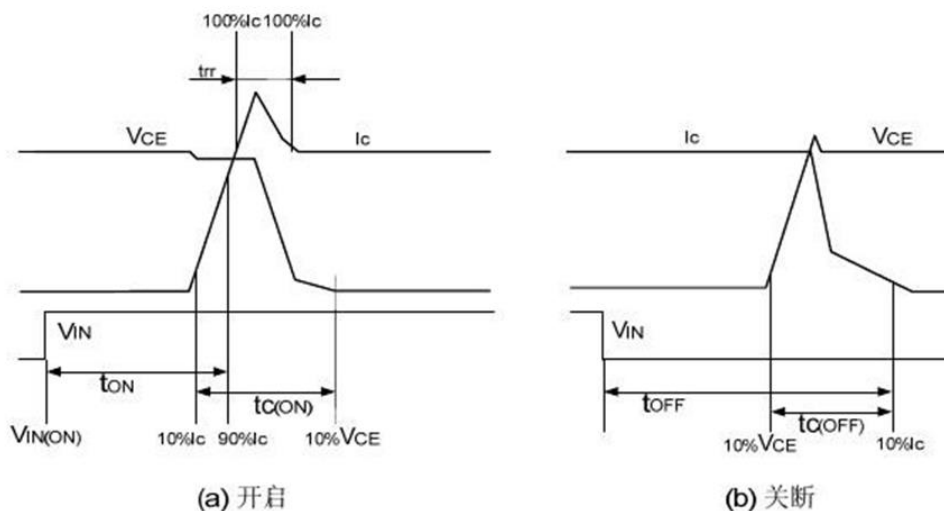 100%Ic 100%Ic
trr
VCE Ic
VIN
tON
tC(ON)
VIN(ON) 10%Ic 90%Ic 10%VCE
(a) 开启
Ic VCE
VIN
tOFF
tC(OFF)
10%VCE 10%Ic
(b) 关断